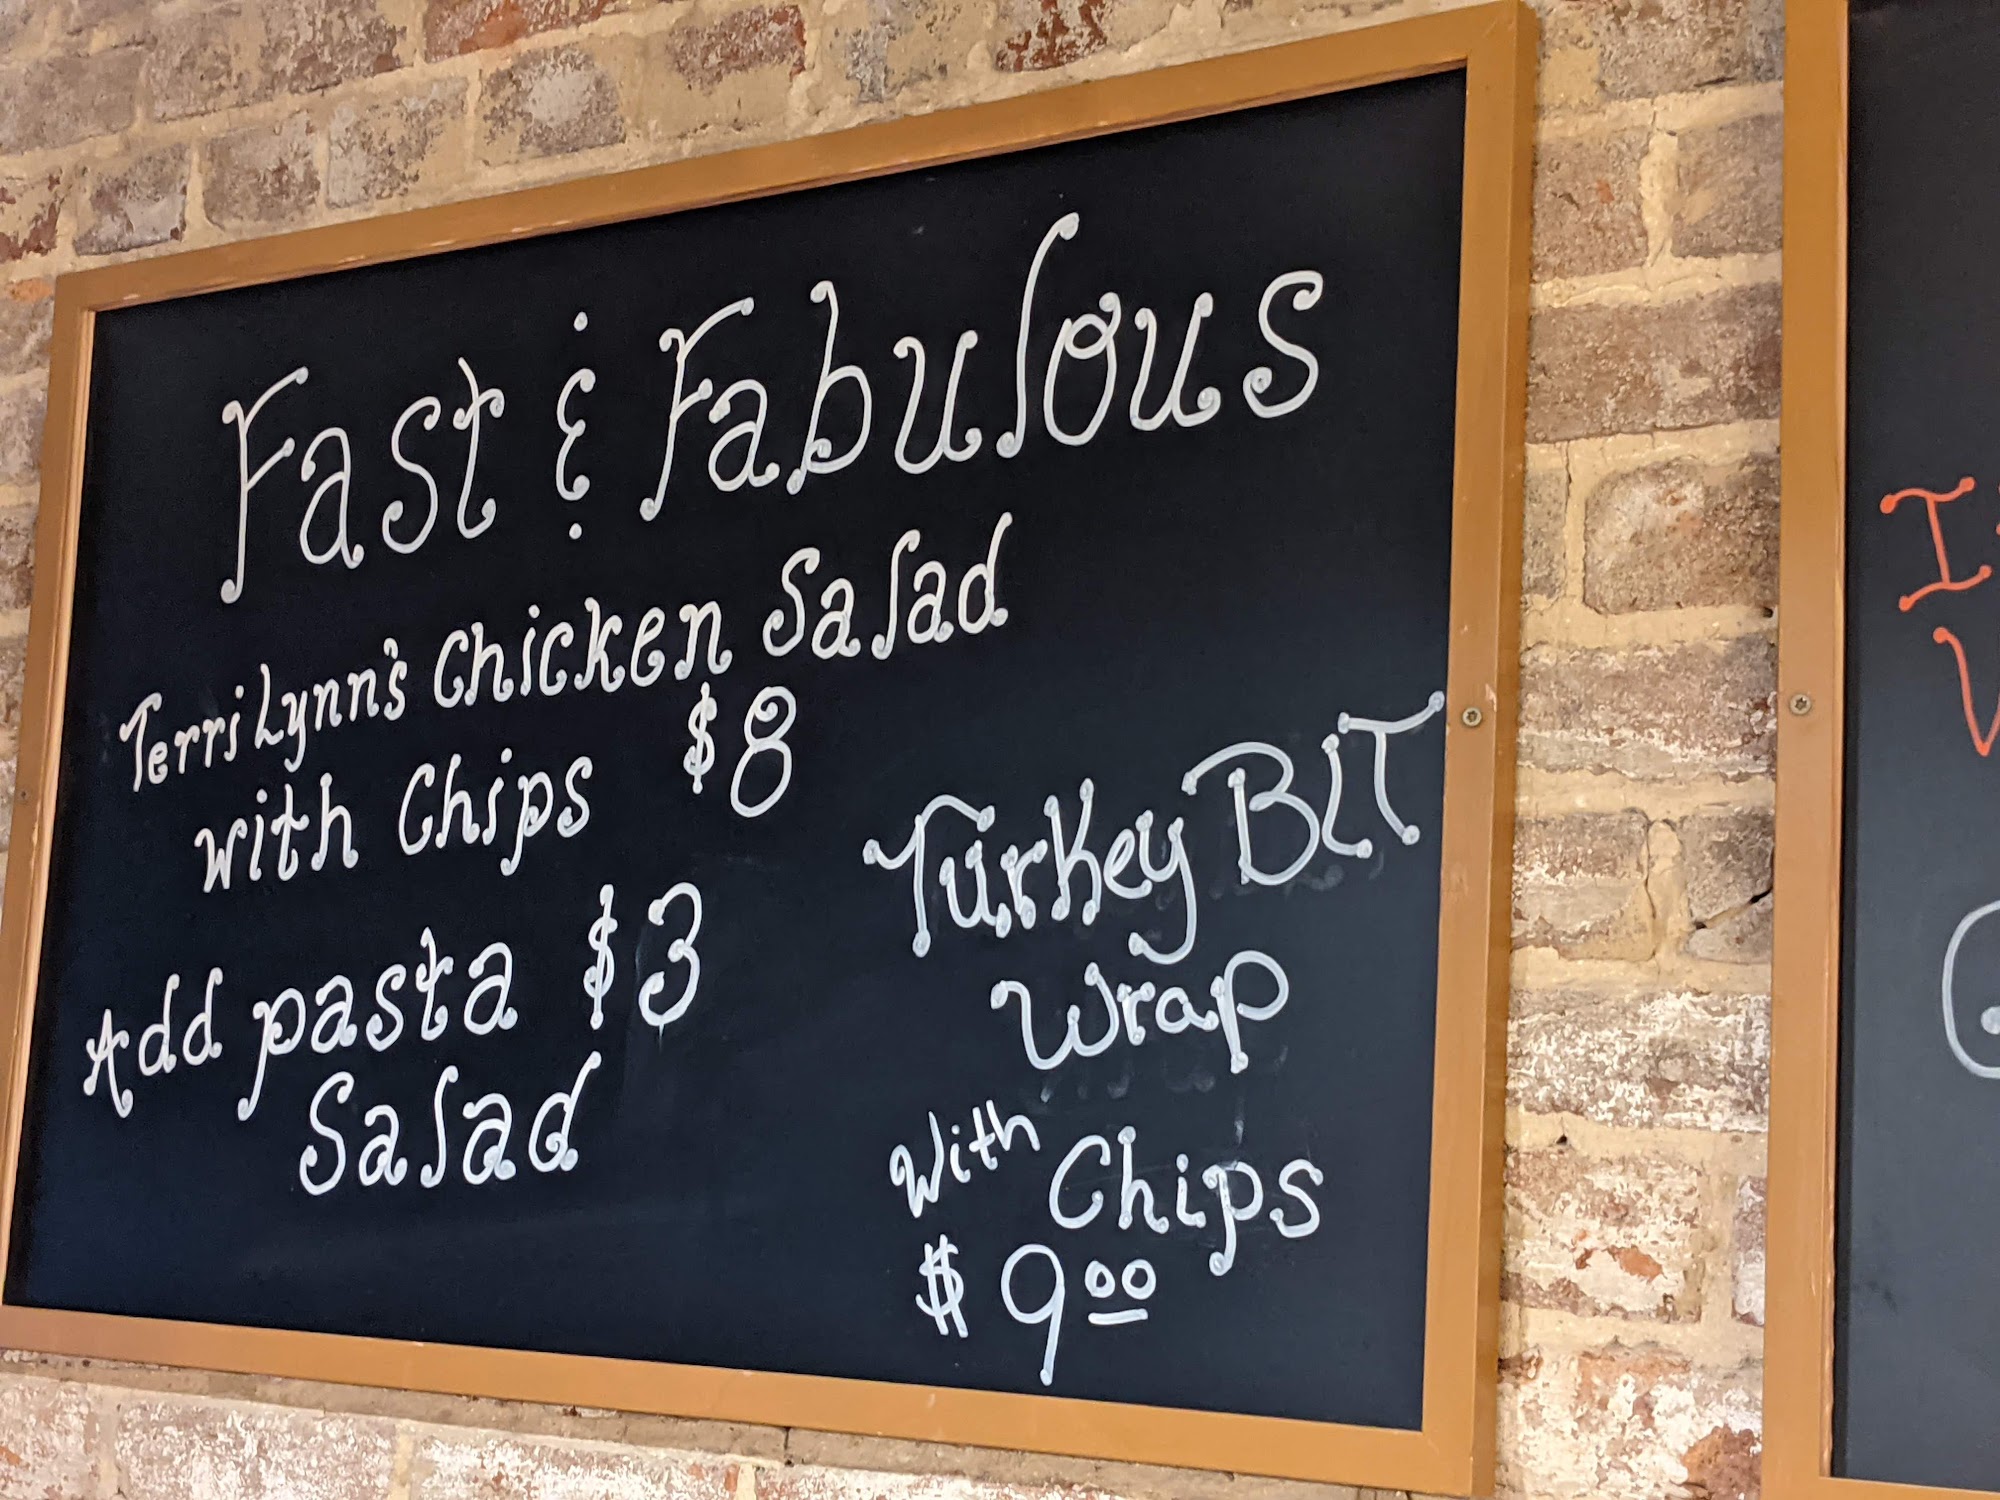 Fast & Fabulous
TerriLynn's Chicken Salad
with Chips $8
Add pasta $3
Salad
Turkey BLT
Wrap
With Chips
$9.00